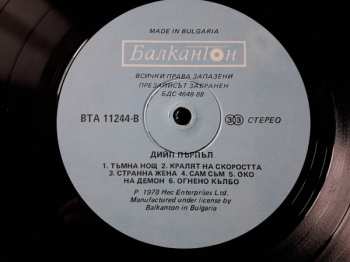 MADE IN BULGARIA
Балкантон
ВСИЧКИ ПРАВА ЗАПАЗЕНИ
ПРЕЗАПИСЪТ ЗАБРАНЕН
БДС 4648-88
ВТА 11244-В
33 СТЕРЕО
ДИЙП ПЪРПЪЛ
1. ТЪМНА НОЩ 2. КРАЛЯТ НА СКОРОСТТА
3. СТРАННА ЖЕНА 4. САМ СЪМ 5. ОКО
НА ДЕМОН 6. ОГНЕНО КЪЛБО
P 1978 Hec Enterprises Ltd.
Manufactured under license by
Balkanton in Bulgaria